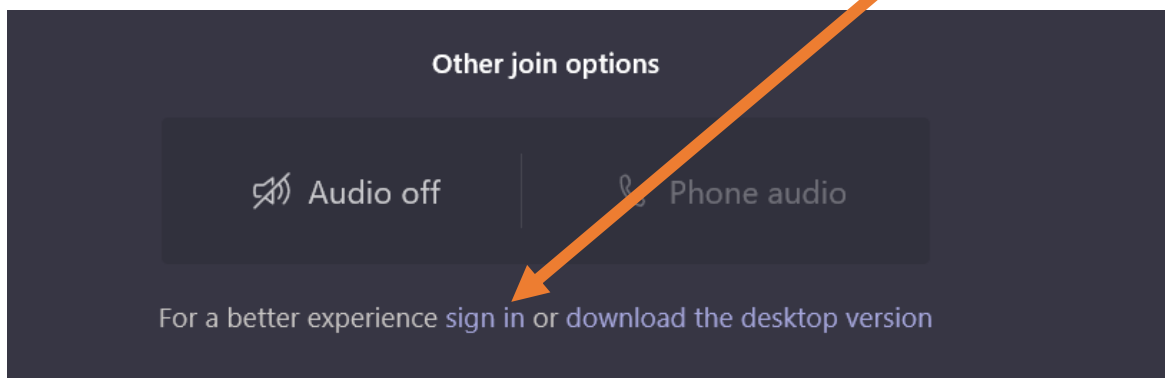 Other join options
Audio off Phone audio
For a better experience sign in or download the desktop version